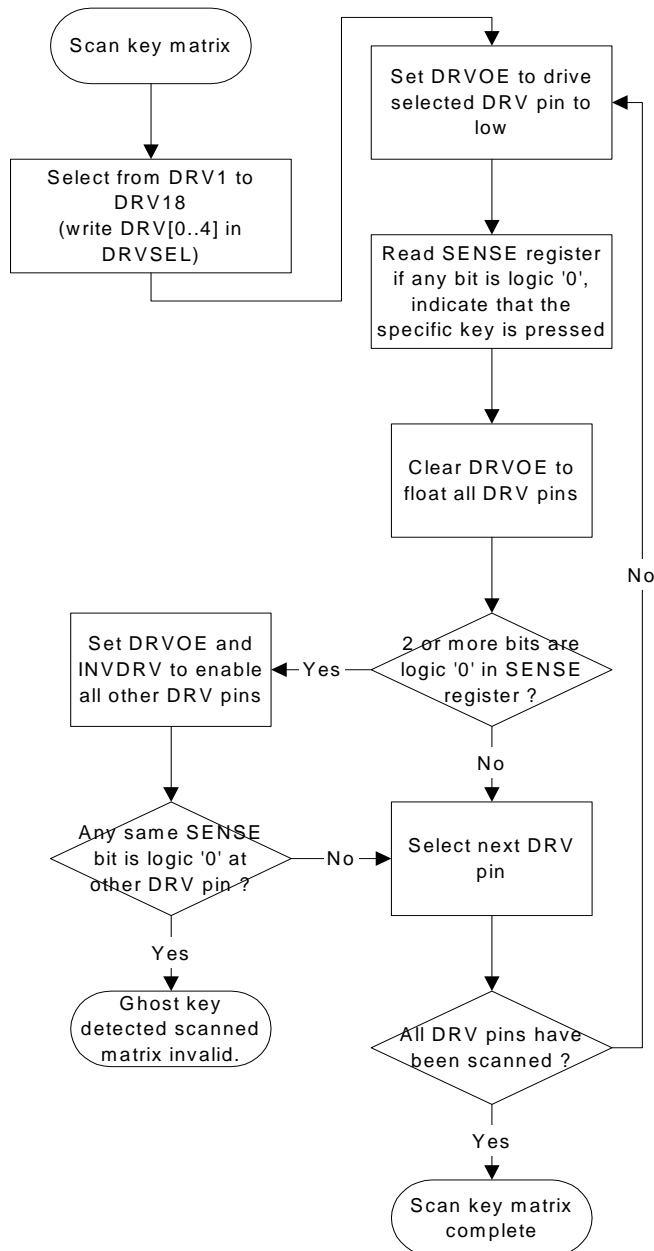 Scan key matrix
Select from DRV1 to
DRV18
(write DRV[0..4] in
DRVSEL)
Set DRVOE to drive
selected DRV pin to
low
Read SENSE register
if any bit is logic '0',
indicate that the
specific key is pressed
Clear DRVOE to
float all DRV pins
No
2 or more bits are
logic '0' in SENSE
register ?
Yes
Set DRVOE and
INVDRV to enable
all other DRV pins
No
Any same SENSE
bit is logic '0' at
other DRV pin ?
No
Select next DRV
pin
Yes
Ghost key
detected scanned
matrix invalid.
All DRV pins have
been scanned ?
Yes
Scan key matrix
complete